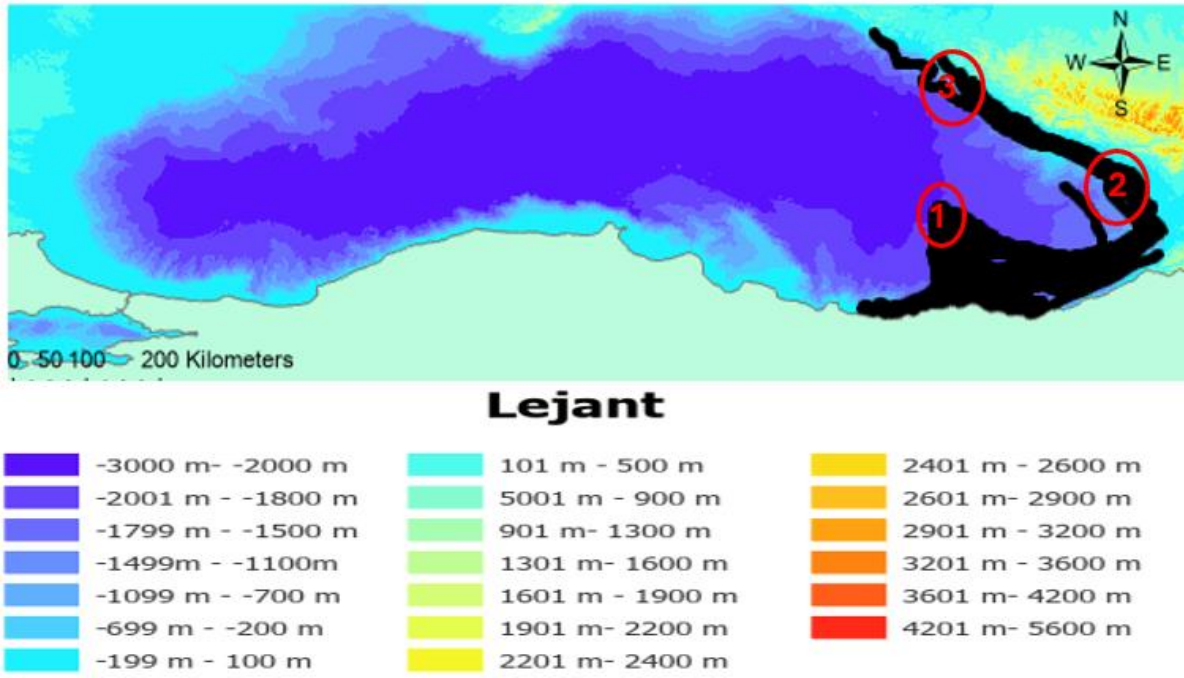 N
W E
S
3
2
1
0 50 100 200 Kilometers
Lejant
-3000 m- -2000 m
-2001 m - -1800 m
-1799 m - -1500 m
-1499m - -1100m
-1099 m - -700 m
-699 m - -200 m
-199 m - 100 m
101 m - 500 m
5001 m - 900 m
901 m- 1300 m
1301 m- 1600 m
1601 m - 1900 m
1901 m- 2200 m
2201 m- 2400 m
2401 m - 2600 m
2601 m- 2900 m
2901 m - 3200 m
3201 m - 3600 m
3601 m- 4200 m
4201 m- 5600 m